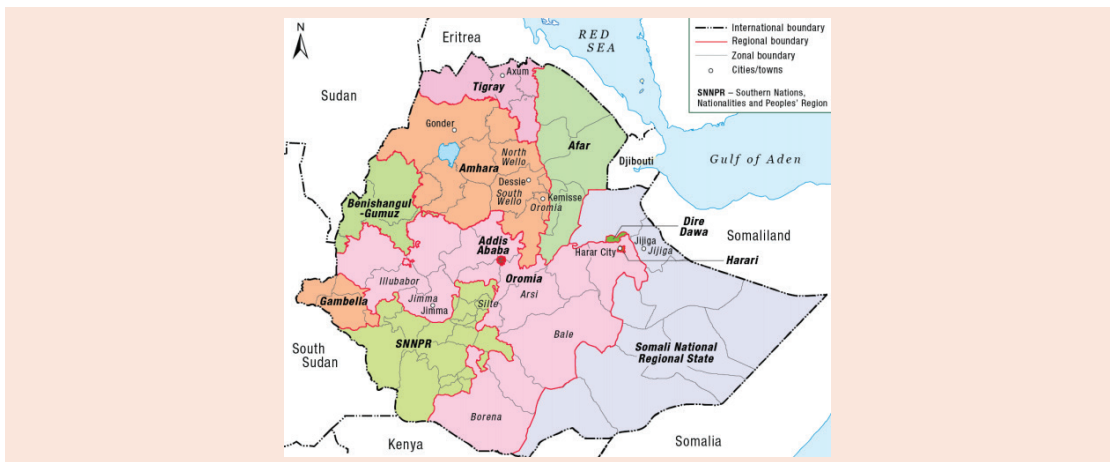 N
Eritrea
RED
SEA
International boundary
Regional boundary
Zonal boundary
Cities/towns
SNNPR – Southern Nations,
Nationalities and Peoples' Region
Sudan
Axum
Tigray
Gonder
Afar
Djibouti
Gulf of Aden
North
Wello
Amhara
Dessie
South
Wello
Kemisse
Oromia
Benishangul
-Gumuz
Dire
Dawa
Somaliland
Addis
Ababa
Harar City
Jijiga
Jijiga
Harari
Oromia
Illubabor
Arsi
Gambella
Jimma
Jimma
Silte
Bale
SNNPR
Somali National
Regional State
South
Sudan
Borena
Kenya
Somalia